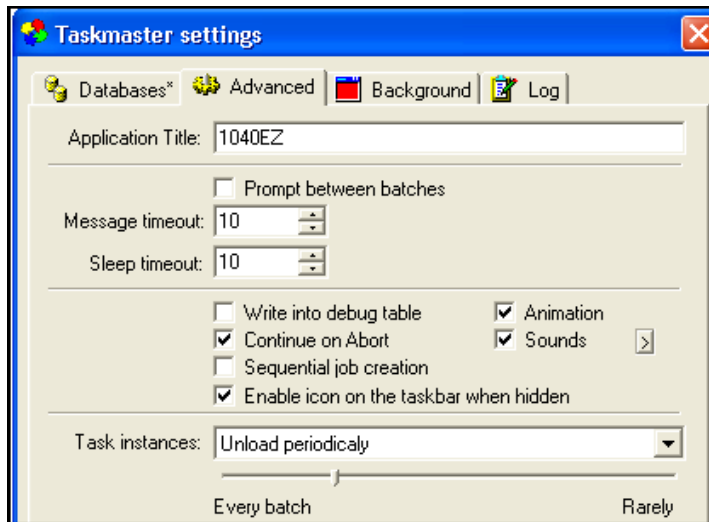 Taskmaster settings
Databases* Advanced Background Log
Application Title: 1040EZ
Prompt between batches
Message timeout: 10
Sleep timeout: 10
Write into debug table Animation
Continue on Abort Sounds >
Sequential job creation
Enable icon on the taskbar when hidden
Task instances: Unload periodicaly
Every batch Rarely